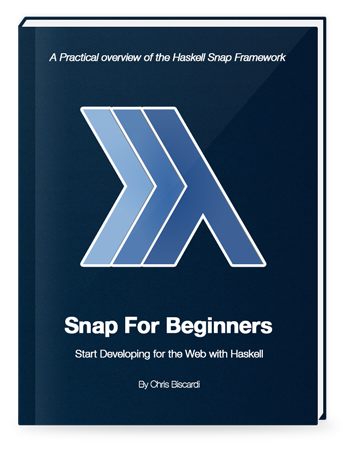 A Practical overview of the Haskell Snap Framework
Snap For Beginners
Start Developing for the Web with Haskell
By Chris Biscardi